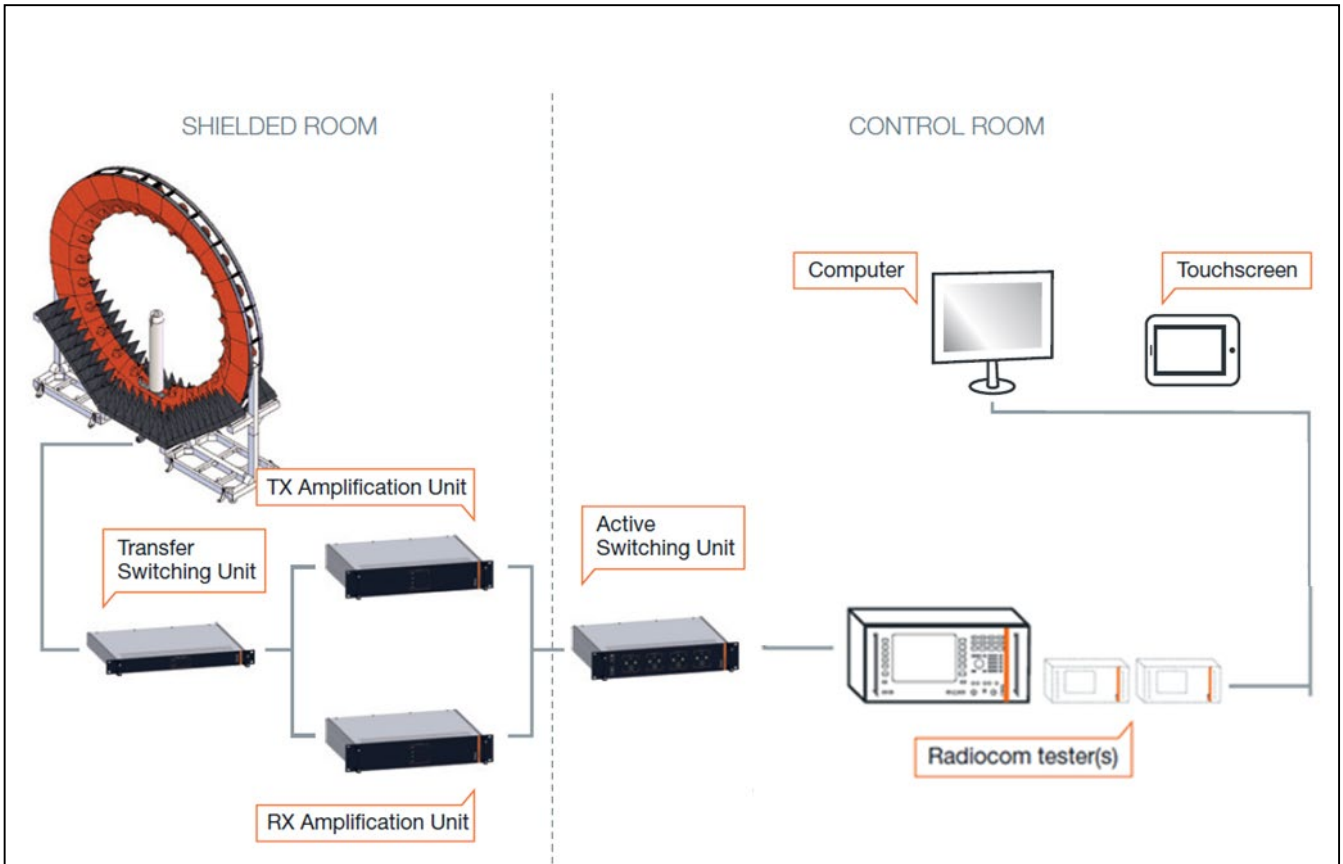 SHIELDED ROOM
CONTROL ROOM
Computer
Touchscreen
TX Amplification Unit
Transfer
Switching Unit
Active
Switching Unit
Radiocom tester(s)
RX Amplification Unit